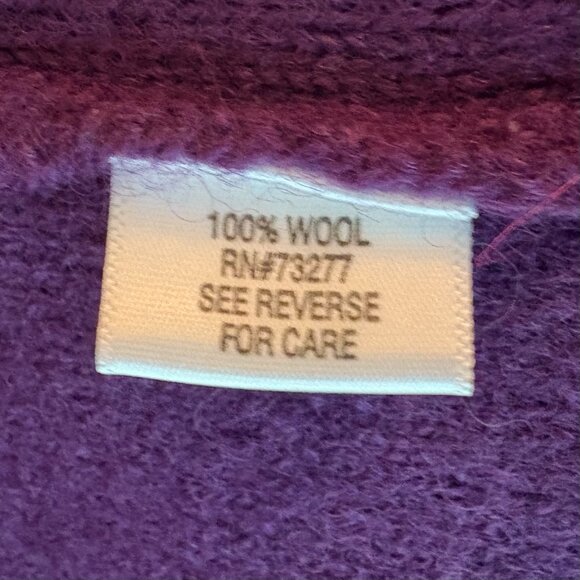 100% WOOL
RN#73277
SEE REVERSE
FOR CARE